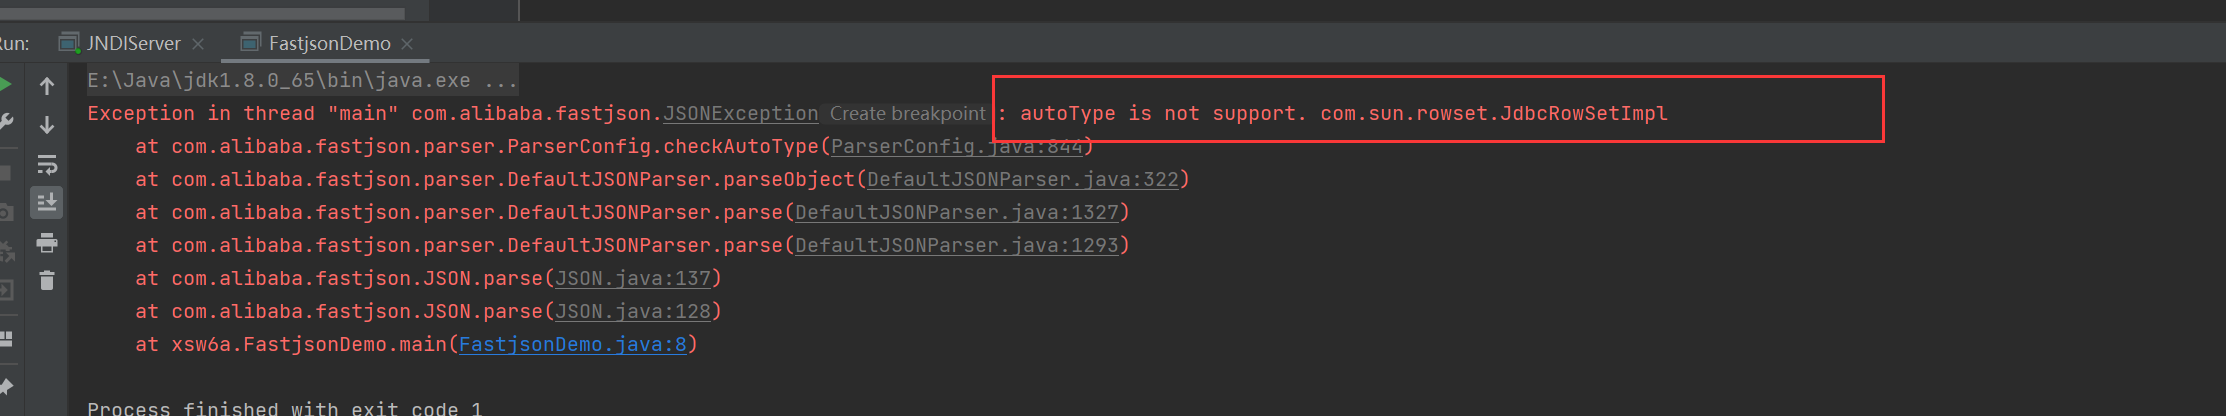 Run: JNDIServer FastjsonDemo
E:\Java\jdk1.8.0_65\bin\java.exe ...
Exception in thread "main" com.alibaba.fastjson.JSONException Create breakpoint : autoType is not support. com.sun.rowset.JdbcRowSetImpl
at com.alibaba.fastjson.parser.ParserConfig.checkAutoType(ParserConfig.java:844)
at com.alibaba.fastjson.parser.DefaultJSONParser.parseObject(DefaultJSONParser.java:322)
at com.alibaba.fastjson.parser.DefaultJSONParser.parse(DefaultJSONParser.java:1327)
at com.alibaba.fastjson.parser.DefaultJSONParser.parse(DefaultJSONParser.java:1293)
at com.alibaba.fastjson.JSON.parse(JSON.java:137)
at com.alibaba.fastjson.JSON.parse(JSON.java:128)
at xsw6a.FastjsonDemo.main(FastjsonDemo.java:8)
Process finished with exit code 1